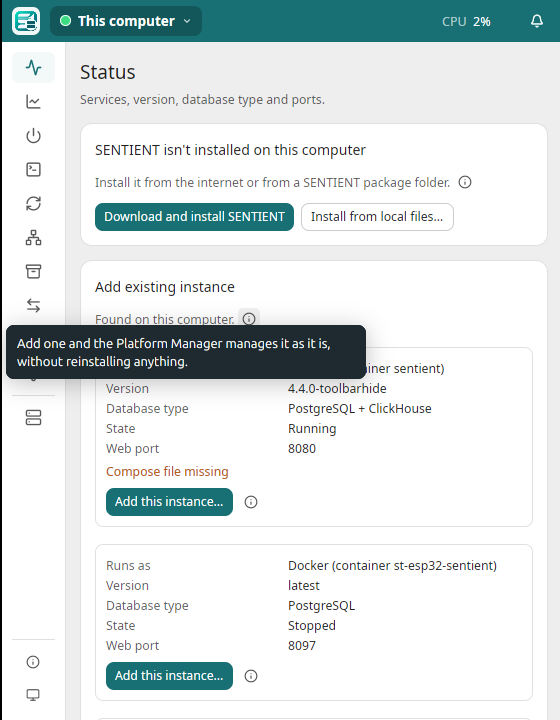 This computer
CPU 2%
Status
Services, version, database type and ports.
SENTIENT isn't installed on this computer
Install it from the internet or from a SENTIENT package folder.
Download and install SENTIENT
Install from local files...
Add existing instance
Found on this computer.
Add one and the Platform Manager manages it as it is,
without reinstalling anything.
sentient)
Version 4.4.0-toolbarhide
Database type PostgreSQL + ClickHouse
State Running
Web port 8080
Compose file missing
Add this instance...
Runs as Docker (container st-esp32-sentient)
Version latest
Database type PostgreSQL
State Stopped
Web port 8097
Add this instance...